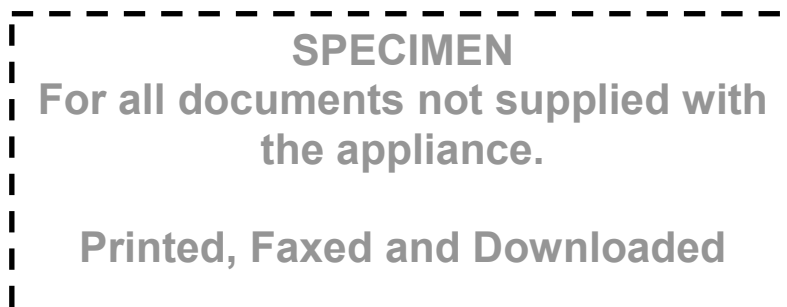 SPECIMEN
For all documents not supplied with
the appliance.
Printed, Faxed and Downloaded